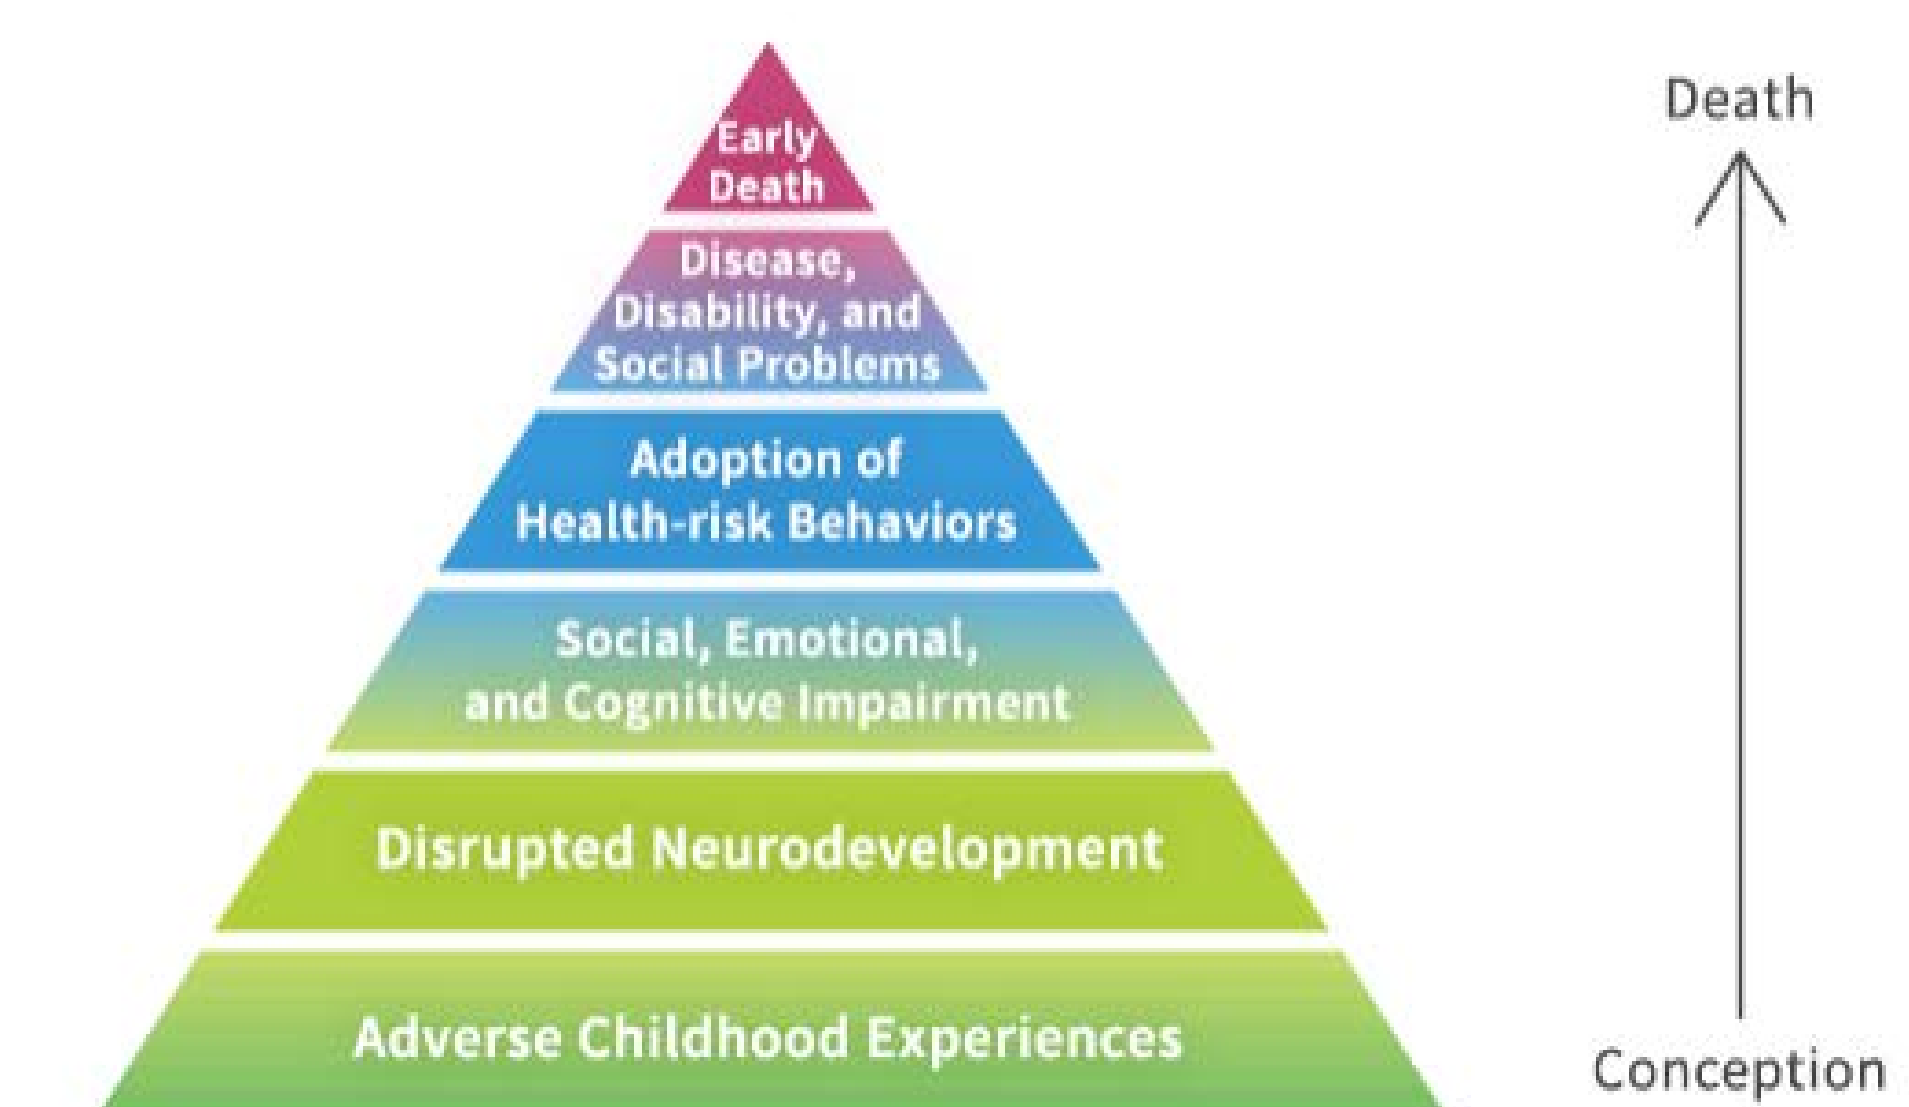 Early
Death
Disease,
Disability, and
Social Problems
Adoption of
Health-risk Behaviors
Social, Emotional,
and Cognitive Impairment
Disrupted Neurodevelopment
Adverse Childhood Experiences
Death
Conception